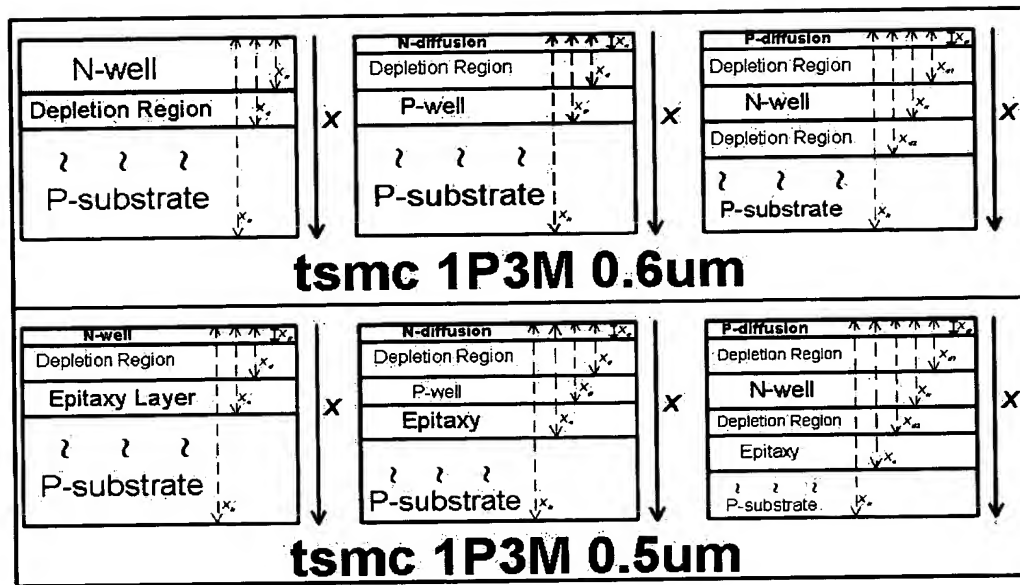 N-well
Depletion Region
P-substrate
X
N-diffusion
Depletion Region
P-well
P-substrate
X
P-diffusion
Depletion Region
N-well
Depletion Region
P-substrate
X
tsmc 1P3M 0.6um
N-well
Depletion Region
Epitaxy Layer
P-substrate
X
N-diffusion
Depletion Region
P-well
Epitaxy
P-substrate
X
P-diffusion
Depletion Region
N-well
Depletion Region
Epitaxy
P-substrate
X
tsmc 1P3M 0.5um